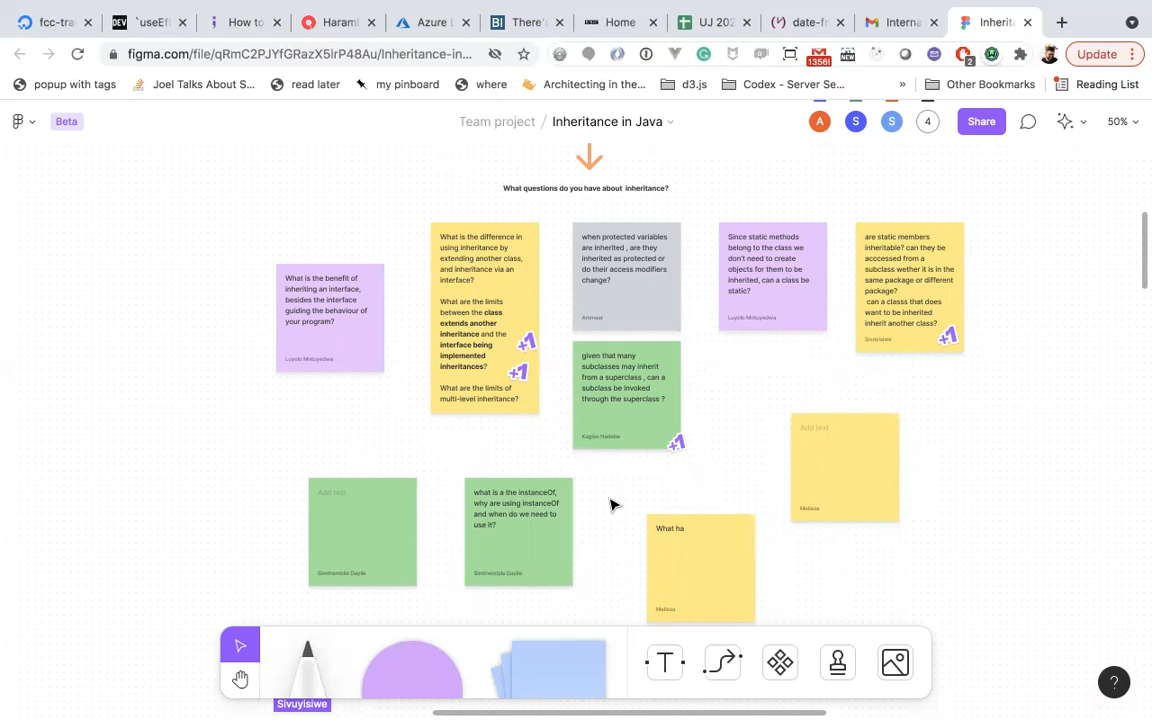 fcc-tra
`useEff
How to
Haramb
Azure L
There's
Home
UJ 202
date-fr
Interna
Inherit
figma.com/file/qRmC2PJYfGRazX5lrP48Au/Inheritance-in...
1356!
NEW
2
Update
popup with tags
Joel Talks About S...
read later
my pinboard
where
Architecting in the...
d3.js
Codex - Server Se...
»
Other Bookmarks
Reading List
Beta
Team project / Inheritance in Java
A
S
S
4
Share
50%
What questions do you have about inheritance?
What is the benefit of
inheriting an interface,
besides the interface
guiding the behaviour of
your program?
Luyolo Mntuyedwa
What is the difference in
using inheritance by
extending another class,
and inheritance via an
interface?
What are the limits
between the class
extends another
inheritance and the
interface being
implemented
inheritances?
What are the limits of
multi-level inheritance?
+1
+1
when protected variables
are inherited , are they
inherited as protected or
do their access modifiers
change?
given that many
subclasses may inherit
from a superclass , can a
subclass be invoked
through the superclass ?
Kagiso Hadebe
+1
Since static methods
belong to the class we
don't need to create
objects for them to be
inherited, can a class be
static?
Luyolo Mntuyedwa
are static members
inheritable? can they be
acccessed from a
subclass wether it is in the
same package or different
package?
can a classs that does
want to be inherited
inherit another class?
Sivuyisiwe
+1
Add text
Melissa
Add text
Simthembile Dayile
what is a the instanceOf,
why are using instanceOf
and when do we need to
use it?
Simthembile Dayile
What ha
Melissa
T
?
Sivuyisiwe